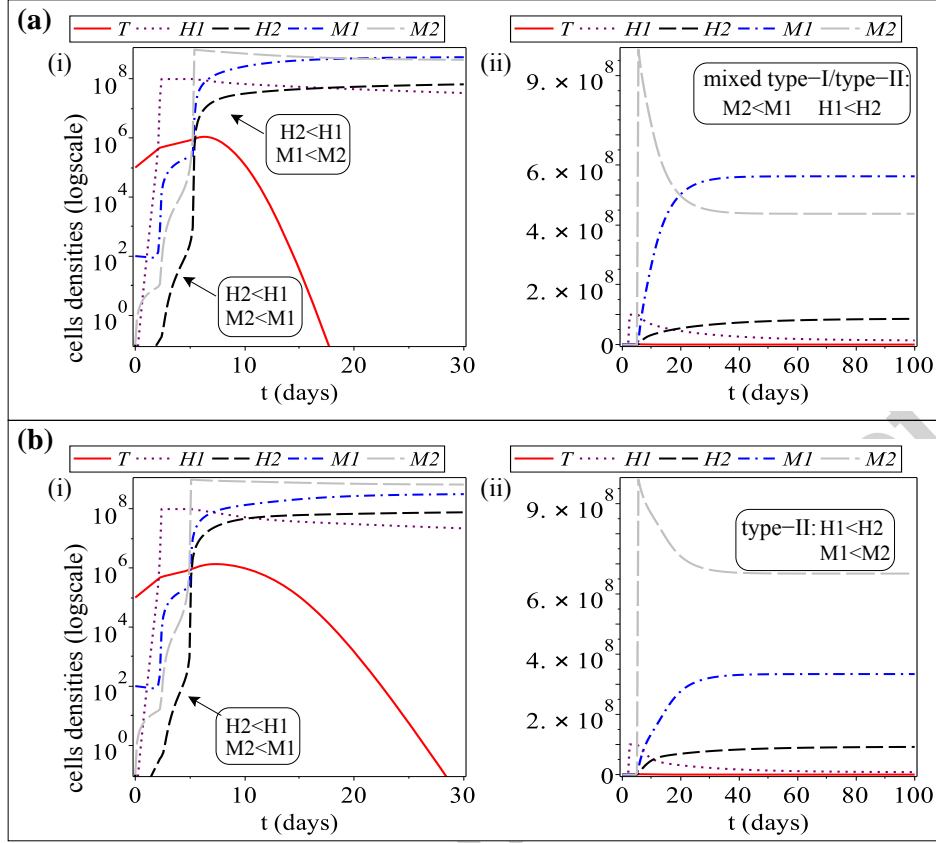 (a)
T H1 H2 M1 M2
(i)
cells densities (logscale)
10^8
10^6
10^4
10^2
10^0
H2<H1
M1<M2
H2<H1
M2<M1
0 10 20 30
t (days)
T H1 H2 M1 M2
(ii)
9. × 10^8
6. × 10^8
4. × 10^8
2. × 10^8
0
mixed type-I/type-II:
M2<M1 H1<H2
0 20 40 60 80 100
t (days)
(b)
T H1 H2 M1 M2
(i)
cells densities (logscale)
10^8
10^6
10^4
10^2
10^0
H2<H1
M2<M1
0 10 20 30
t (days)
T H1 H2 M1 M2
(ii)
9. × 10^8
6. × 10^8
4. × 10^8
2. × 10^8
0
type-II: H1<H2
M1<M2
0 20 40 60 80 100
t (days)